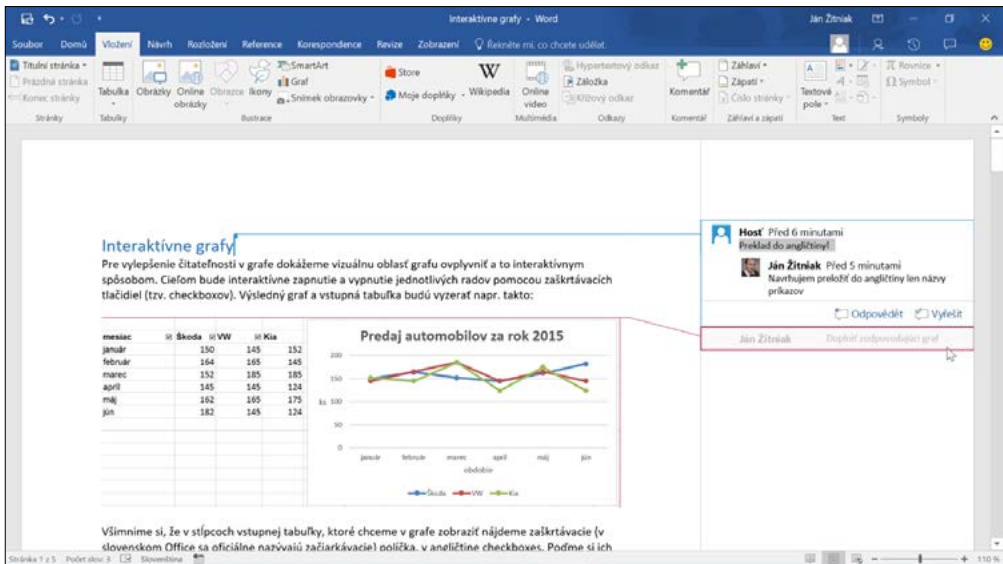 Interaktívne grafy - Word
Ján Žitniak
Soubor Domů Vložení Návrh Rozložení Reference Korespondence Revize Zobrazení Řekněte mi, co chcete udělat.
Titulní stránka
Prázdná stránka
Konec stránky
Stránky
Tabulka
Tabulky
Obrázky
Online obrázky
Obrazce
Ikony
SmartArt
Graf
Snímek obrazovky
Ilustrace
Store
Moje doplňky
Wikipedia
Doplňky
Online video
Multimédia
Hypertextový odkaz
Záložka
Křížový odkaz
Odkazy
Komentář
Komentář
Záhlaví
Zápatí
Číslo stránky
Záhlaví a zápatí
Textové pole
Text
Rovnice
Symbol
Symboly
Interaktívne grafy
Pre vylepšenie čitateľnosti v grafe dokážeme vizuálnu oblasť grafu ovplyvniť a to interaktívnym
spôsobom. Cieľom bude interaktívne zapnutie a vypnutie jednotlivých radov pomocou zaškrtávacích
tlačidiel (tzv. checkboxov). Výsledný graf a vstupná tabuľka budú vyzerať napr. takto:
mesiac Škoda VW Kia
január 150 145 152
február 164 165 145
marec 152 185 185
apríl 145 145 124
máj 162 165 175
jún 182 145 124
Predaj automobilov za rok 2015
200
150
ks 100
50
0
január február marec apríl máj jún
obdobie
Škoda VW Kia
Všimnime si, že v stĺpcoch vstupnej tabuľky, ktoré chceme v grafe zobraziť nájdeme zaškrtávacie (v
slovenskom Office sa oficiálne nazývajú začiarkávacie) políčka, v angličtine checkboxes. Poďme si ich
Hosť Před 6 minutami
Preklad do angličtiny!
Ján Žitniak Před 5 minutami
Navrhujem preložiť do angličtiny len názvy
príkazov
Odpovědět Vyřešit
Ján Žitniak Doplniť zodpovedajúci graf
Stránka 1 z 5 Počet slov: 3 Slovenština
110 %